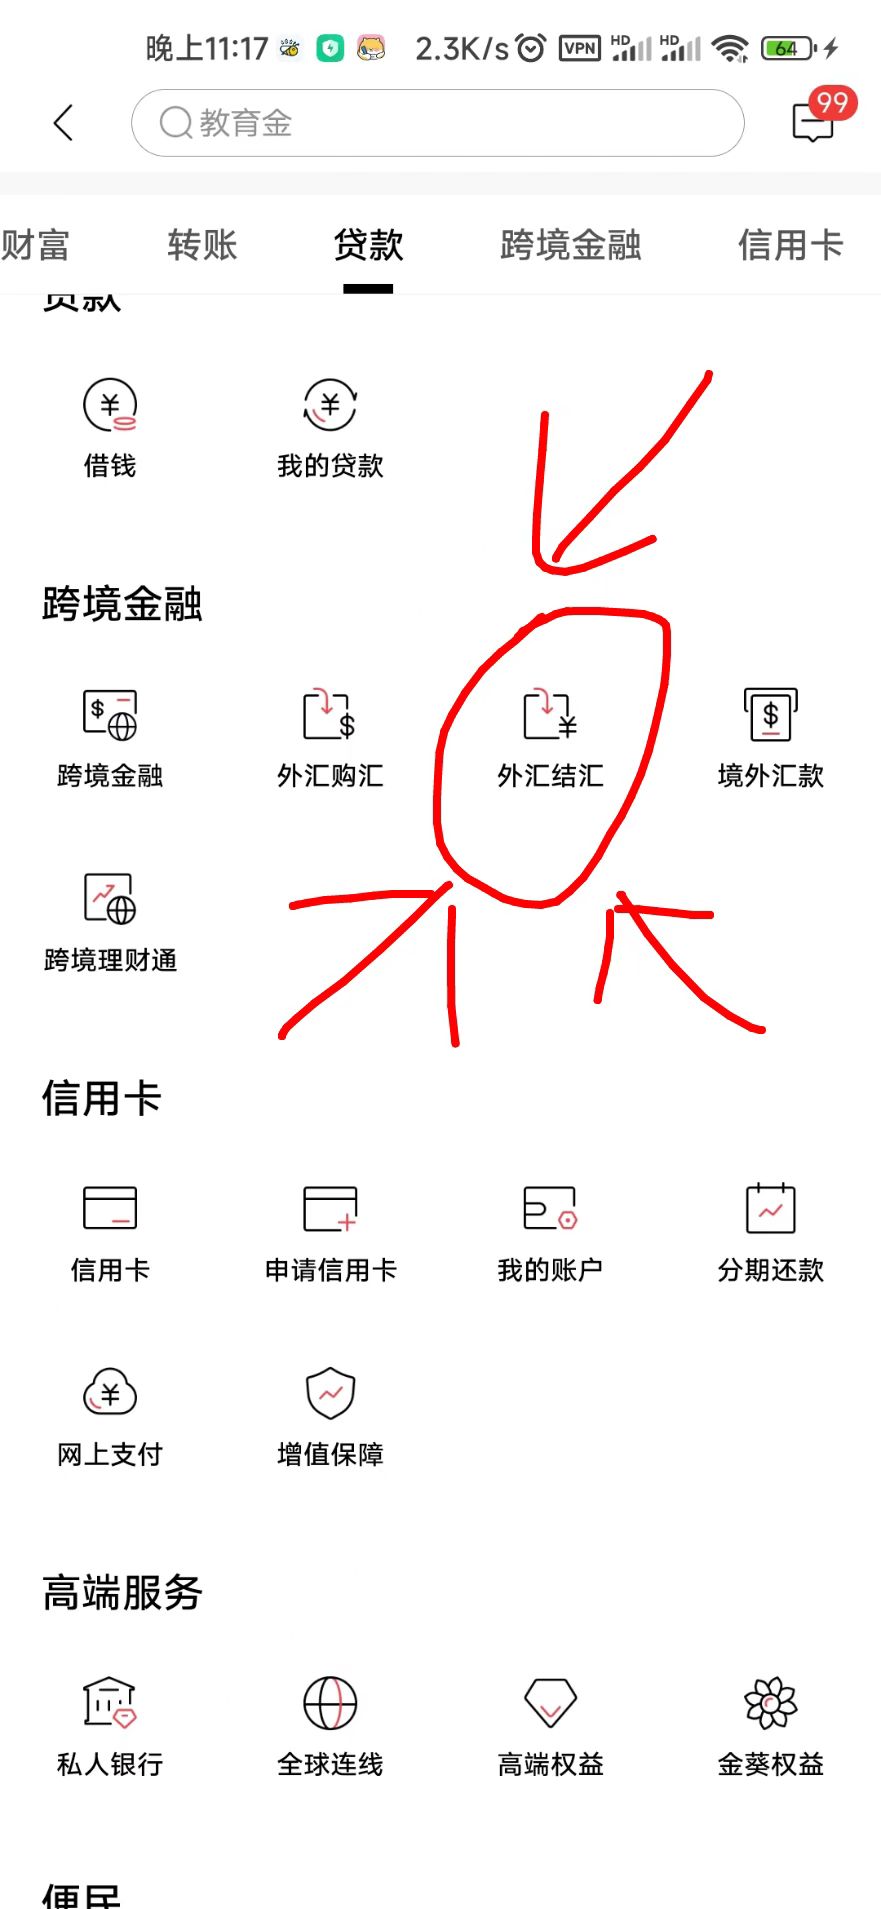 晚上11:17 2.3K/s VPN HD HD 64
教育金 99
财富 转账 贷款 跨境金融 信用卡
贷款
借钱 我的贷款
跨境金融
跨境金融 外汇购汇 外汇结汇 境外汇款
跨境理财通
信用卡
信用卡 申请信用卡 我的账户 分期还款
网上支付 增值保障
高端服务
私人银行 全球连线 高端权益 金葵权益
便民